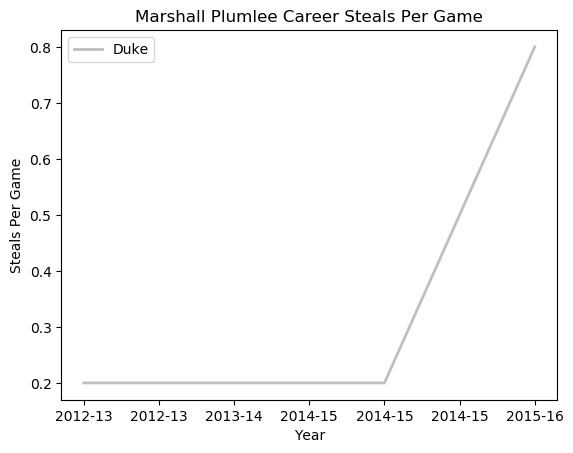 Marshall Plumlee Career Steals Per Game
Duke
0.8
0.7
0.6
0.5
0.4
0.3
0.2
Steals Per Game
2012-13 2012-13 2013-14 2014-15 2014-15 2014-15 2015-16
Year